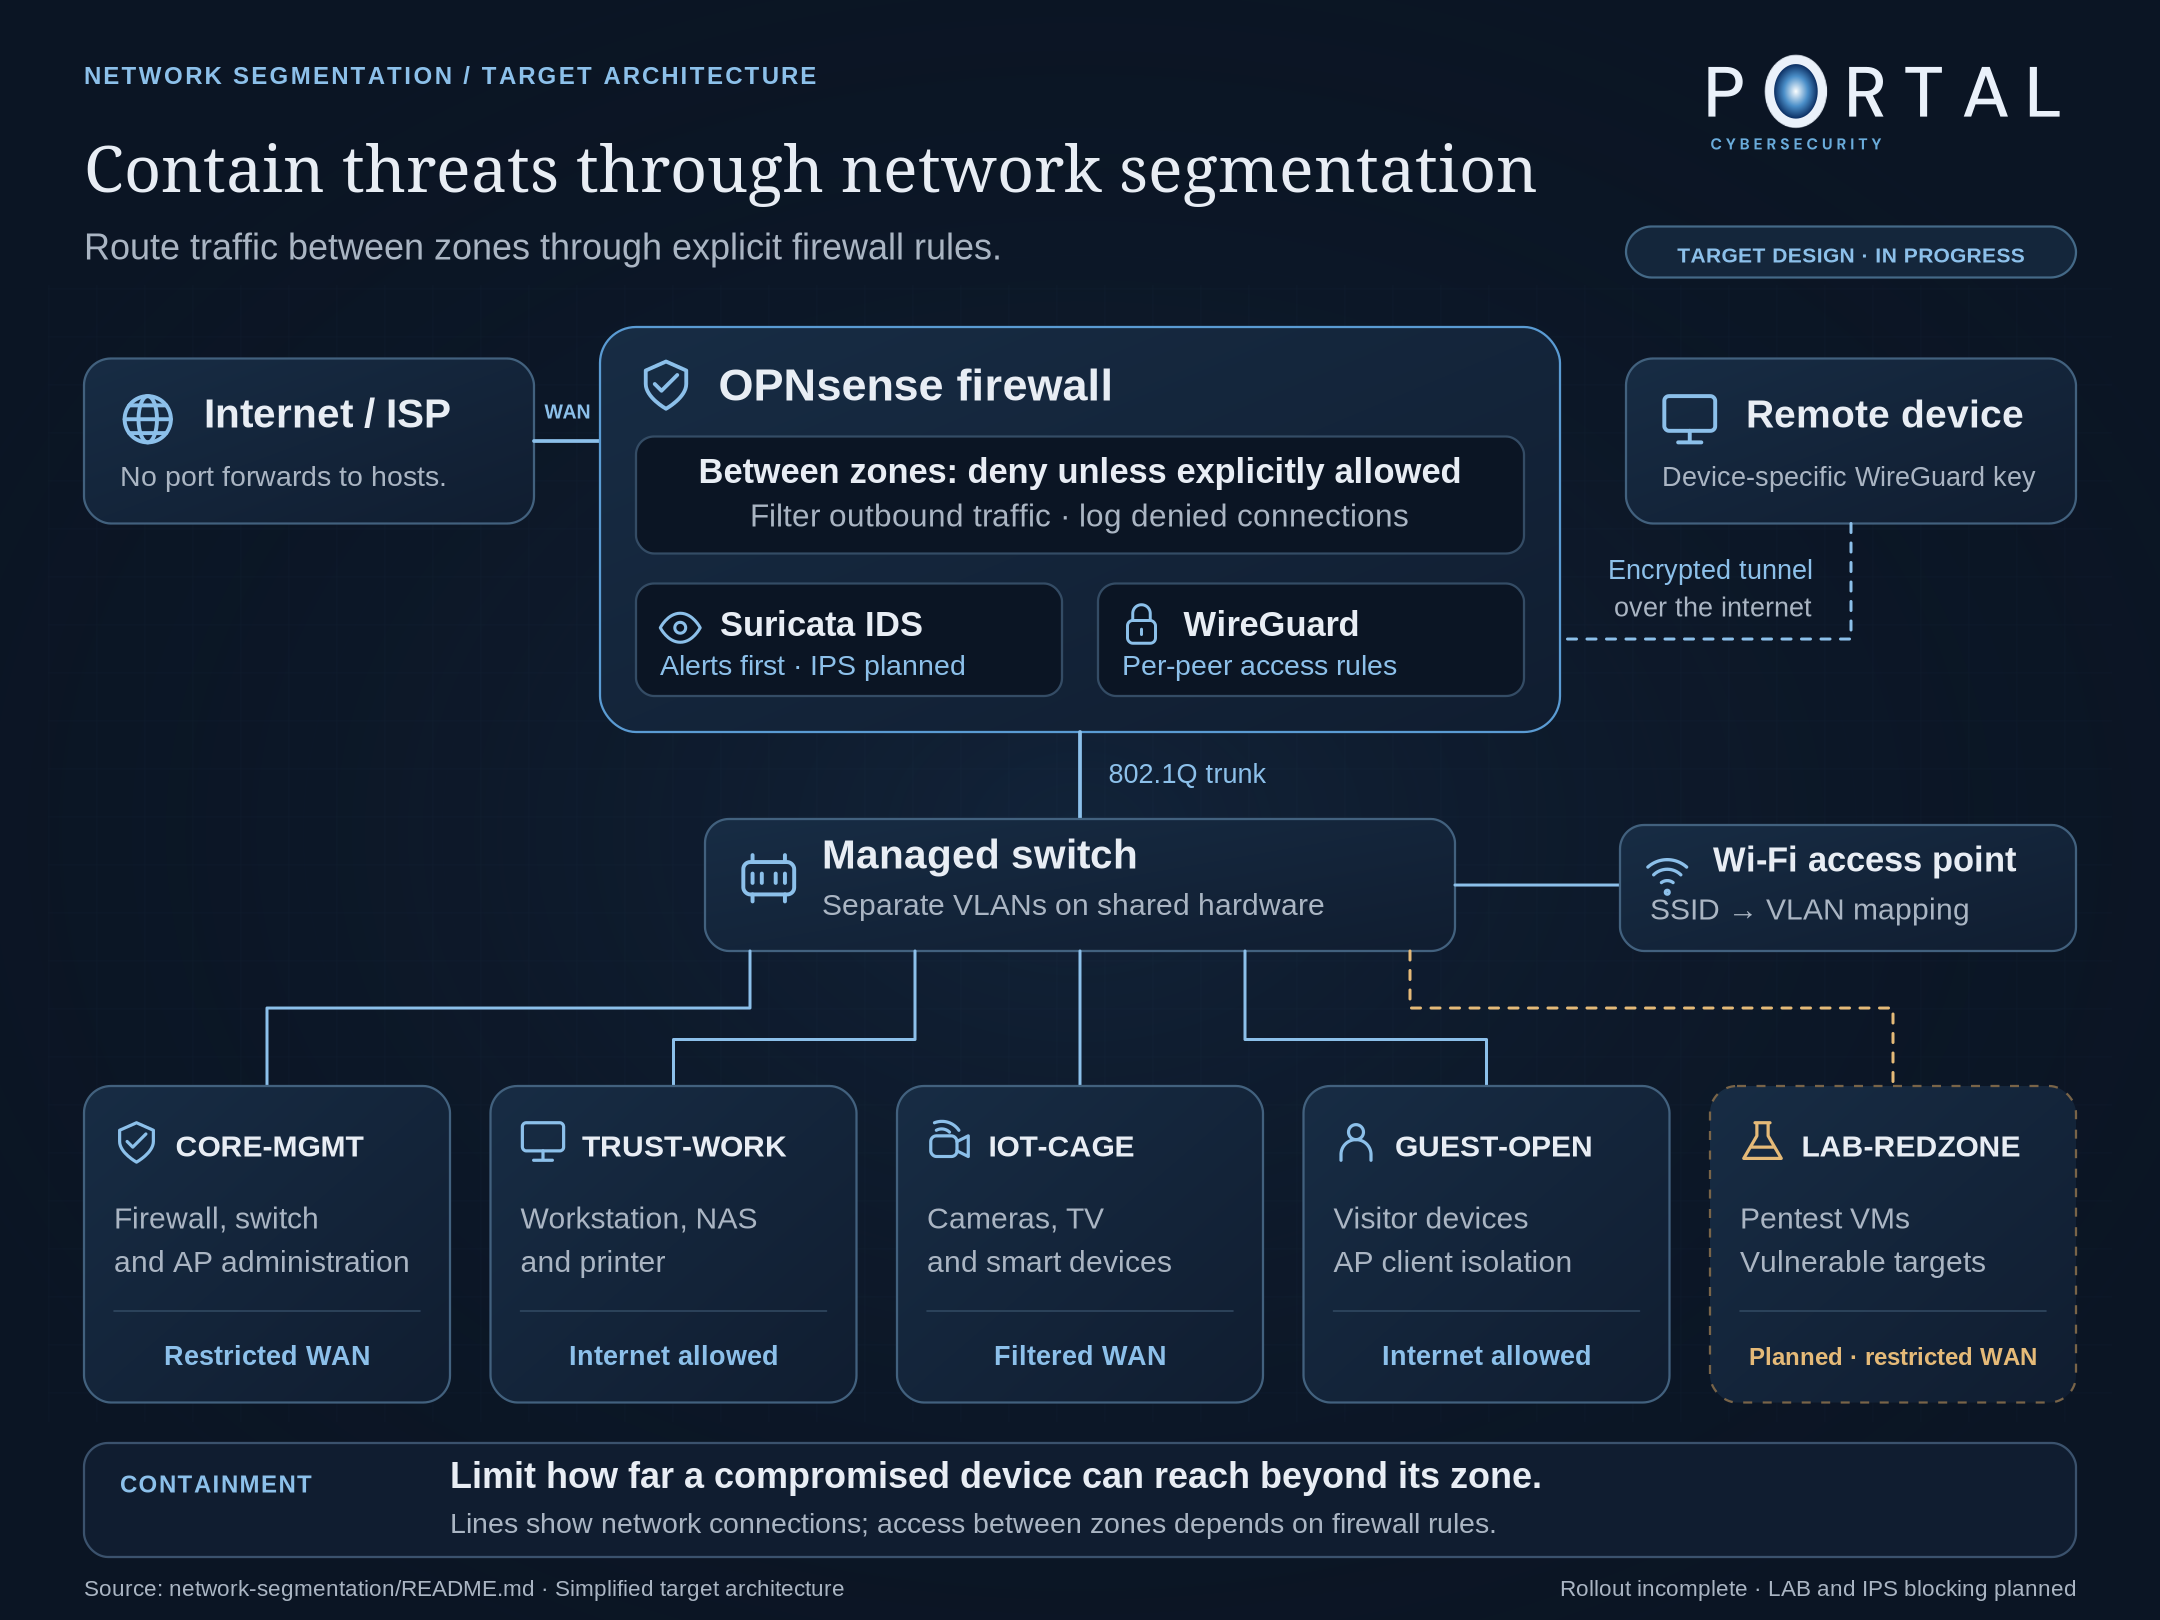 NETWORK SEGMENTATION / TARGET ARCHITECTURE
PORTAL
CYBERSECURITY
Contain threats through network segmentation
Route traffic between zones through explicit firewall rules.
TARGET DESIGN · IN PROGRESS
Internet / ISP
No port forwards to hosts.
WAN
OPNsense firewall
Between zones: deny unless explicitly allowed
Filter outbound traffic · log denied connections
Suricata IDS
Alerts first · IPS planned
WireGuard
Per-peer access rules
Remote device
Device-specific WireGuard key
Encrypted tunnel
over the internet
802.1Q trunk
Managed switch
Separate VLANs on shared hardware
Wi-Fi access point
SSID → VLAN mapping
CORE-MGMT
Firewall, switch
and AP administration
Restricted WAN
TRUST-WORK
Workstation, NAS
and printer
Internet allowed
IOT-CAGE
Cameras, TV
and smart devices
Filtered WAN
GUEST-OPEN
Visitor devices
AP client isolation
Internet allowed
LAB-REDZONE
Pentest VMs
Vulnerable targets
Planned · restricted WAN
CONTAINMENT
Limit how far a compromised device can reach beyond its zone.
Lines show network connections; access between zones depends on firewall rules.
Source: network-segmentation/README.md · Simplified target architecture
Rollout incomplete · LAB and IPS blocking planned